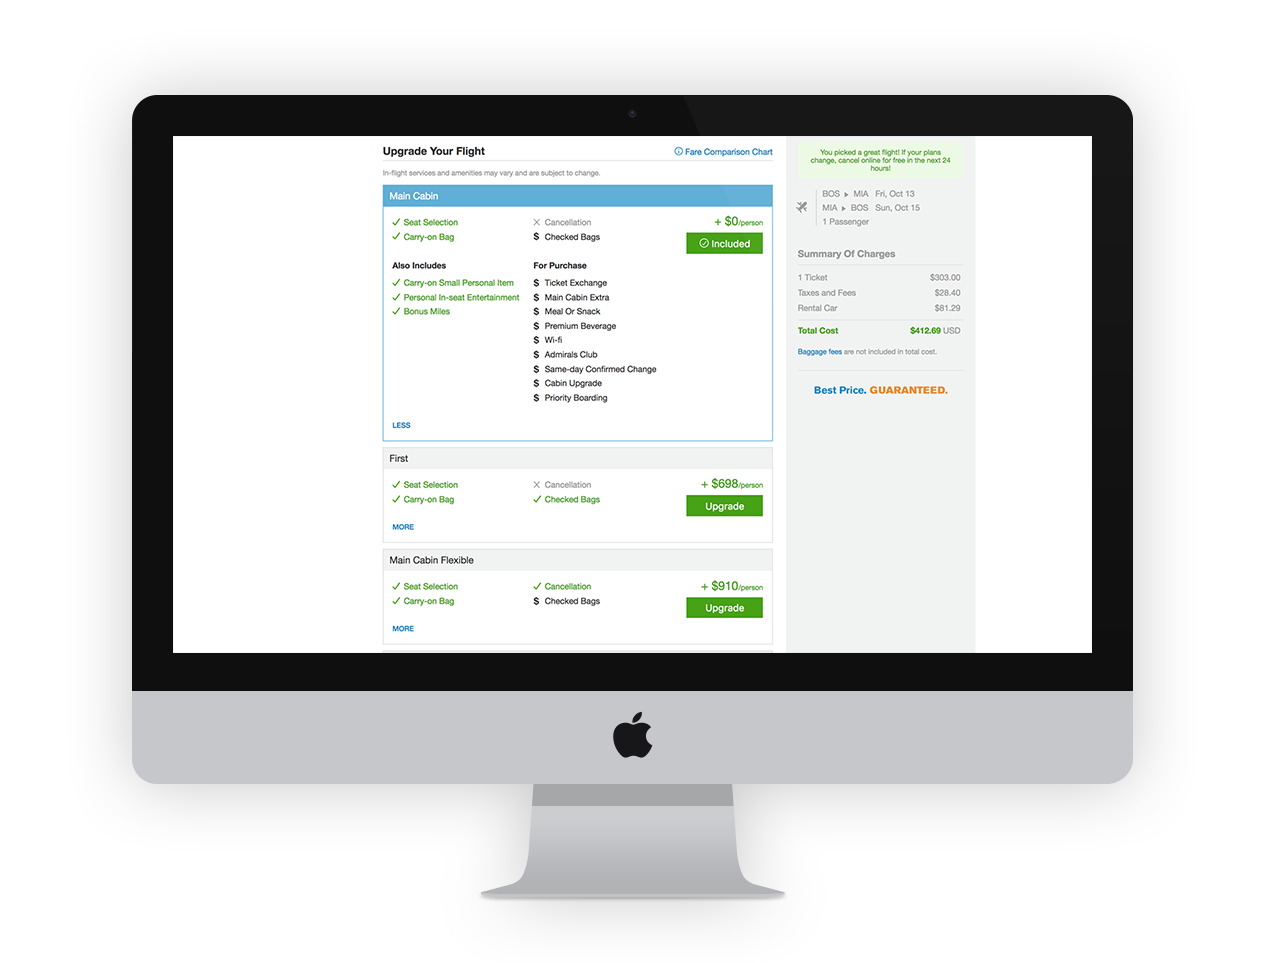 Upgrade Your Flight
Fare Comparison Chart
In-flight services and amenities may vary and are subject to change.
Main Cabin
Seat Selection
Carry-on Bag
Cancellation
$ Checked Bags
+ $0/person
Included
Also Includes
Carry-on Small Personal Item
Personal In-seat Entertainment
Bonus Miles
For Purchase
$ Ticket Exchange
$ Main Cabin Extra
$ Meal Or Snack
$ Premium Beverage
$ Wi-fi
$ Admirals Club
$ Same-day Confirmed Change
$ Cabin Upgrade
$ Priority Boarding
LESS
First
Seat Selection
Carry-on Bag
Cancellation
Checked Bags
+ $698/person
Upgrade
MORE
Main Cabin Flexible
Seat Selection
Carry-on Bag
Cancellation
$ Checked Bags
+ $910/person
Upgrade
MORE
You picked a great flight! If your plans
change, cancel online for free in the next 24
hours!
BOS ▸ MIA Fri, Oct 13
MIA ▸ BOS Sun, Oct 15
1 Passenger
Summary Of Charges
1 Ticket $303.00
Taxes and Fees $28.40
Rental Car $81.29
Total Cost $412.69 USD
Baggage fees are not included in total cost.
Best Price. GUARANTEED.